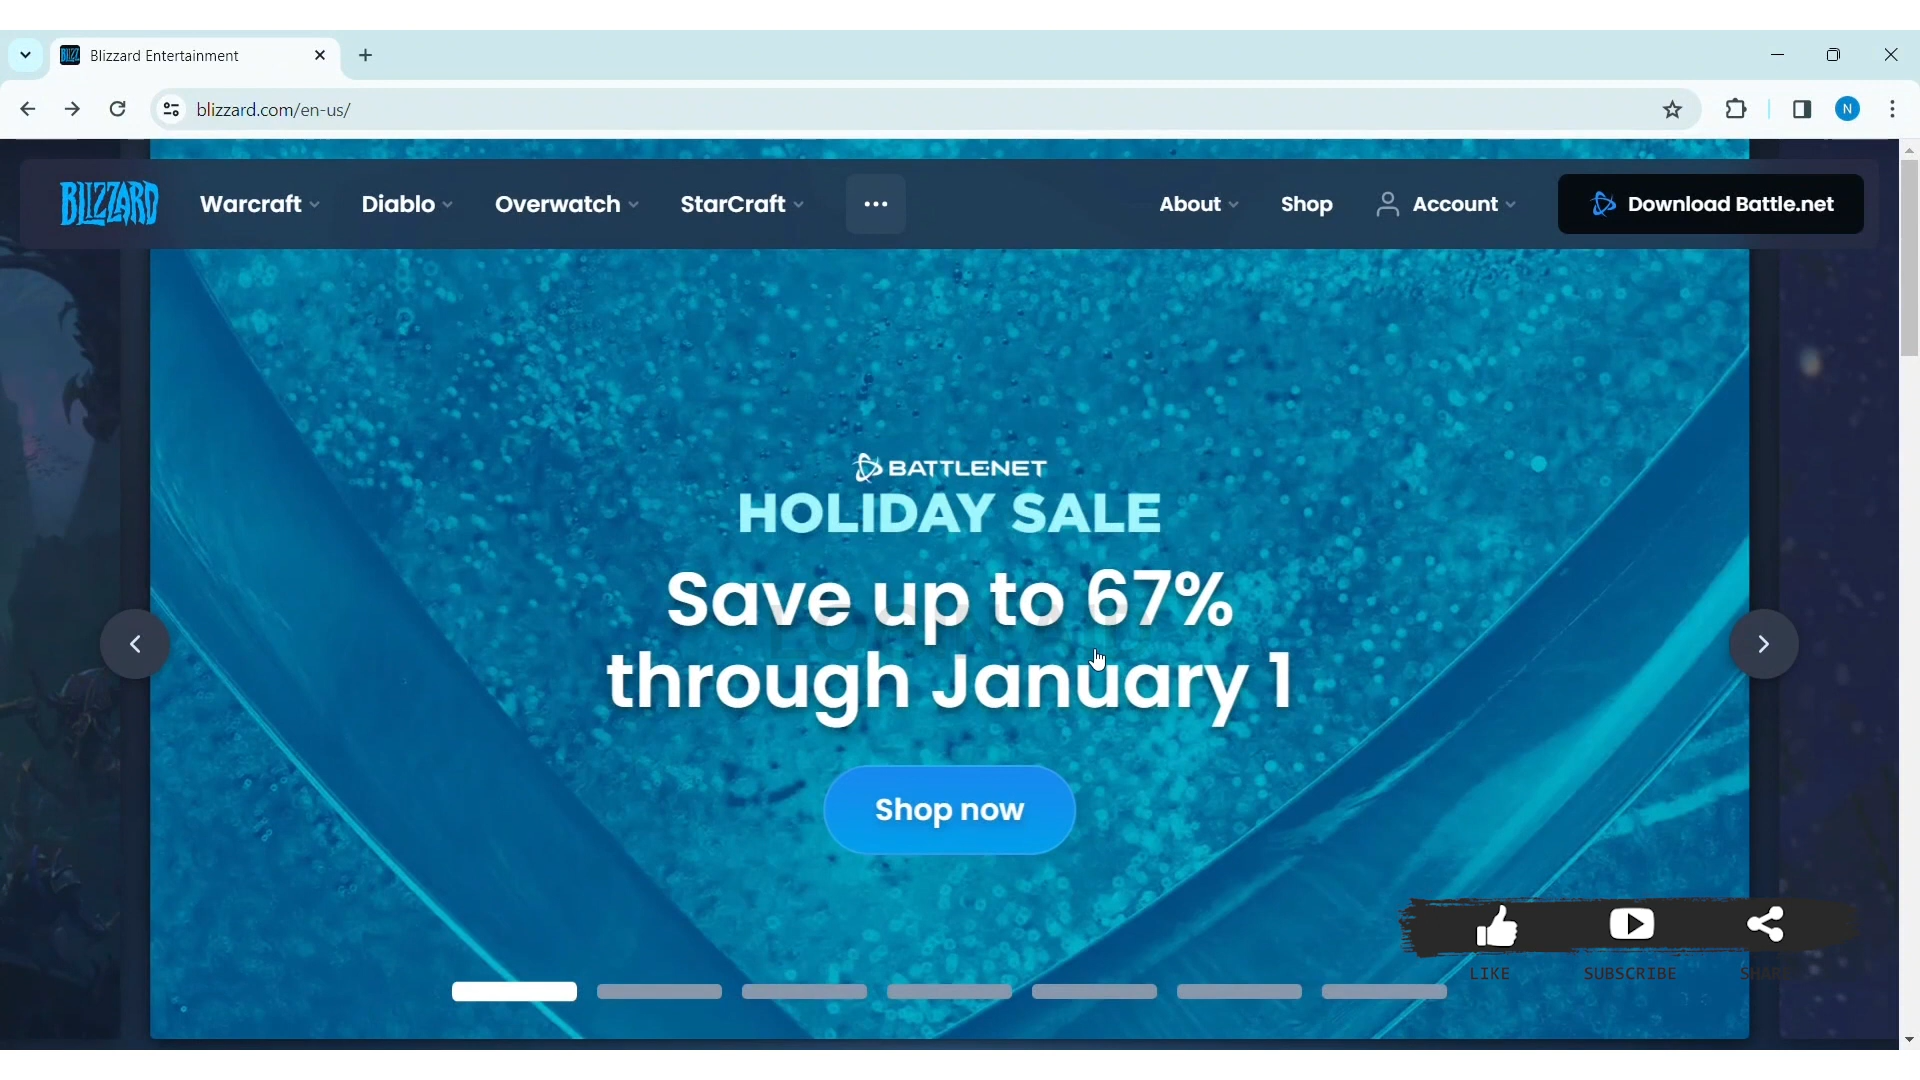 Blizzard Entertainment
blizzard.com/en-us/
N
BLIZZARD
Warcraft
Diablo
Overwatch
StarCraft
About
Shop
Account
Download Battle.net
BATTLE.NET
HOLIDAY SALE
Save up to 67%
through January 1
Shop now
LIKE
SUBSCRIBE
SHARE